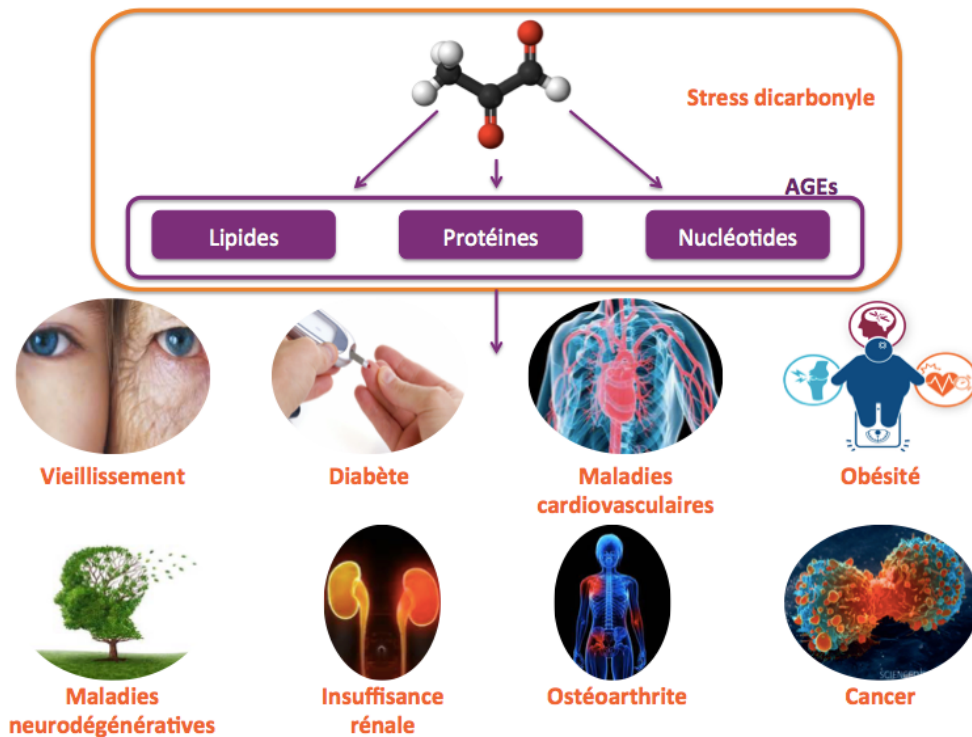 Stress dicarbonyle
AGEs
Lipides
Protéines
Nucléotides
Vieillissement
Diabète
Maladies
cardiovasculaires
Obésité
Maladies
neurodégénératives
Insuffisance
rénale
Ostéoarthrite
Cancer